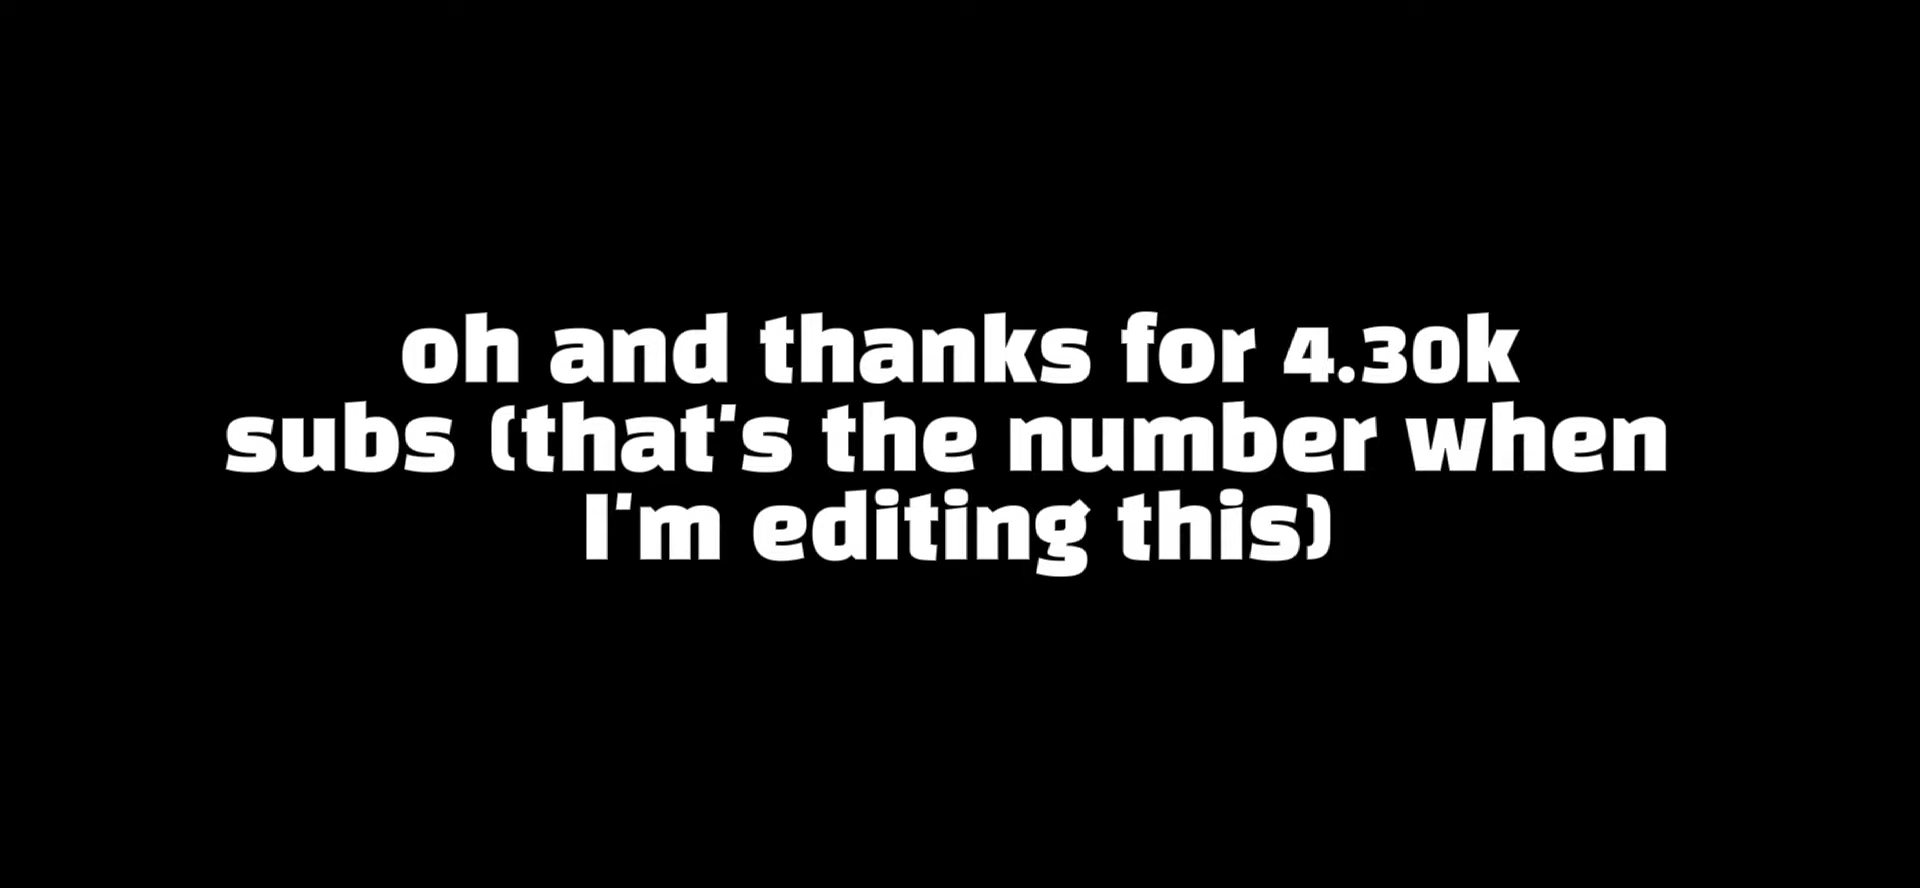 oh and thanks for 4.30k
subs (that's the number when
I'm editing this)